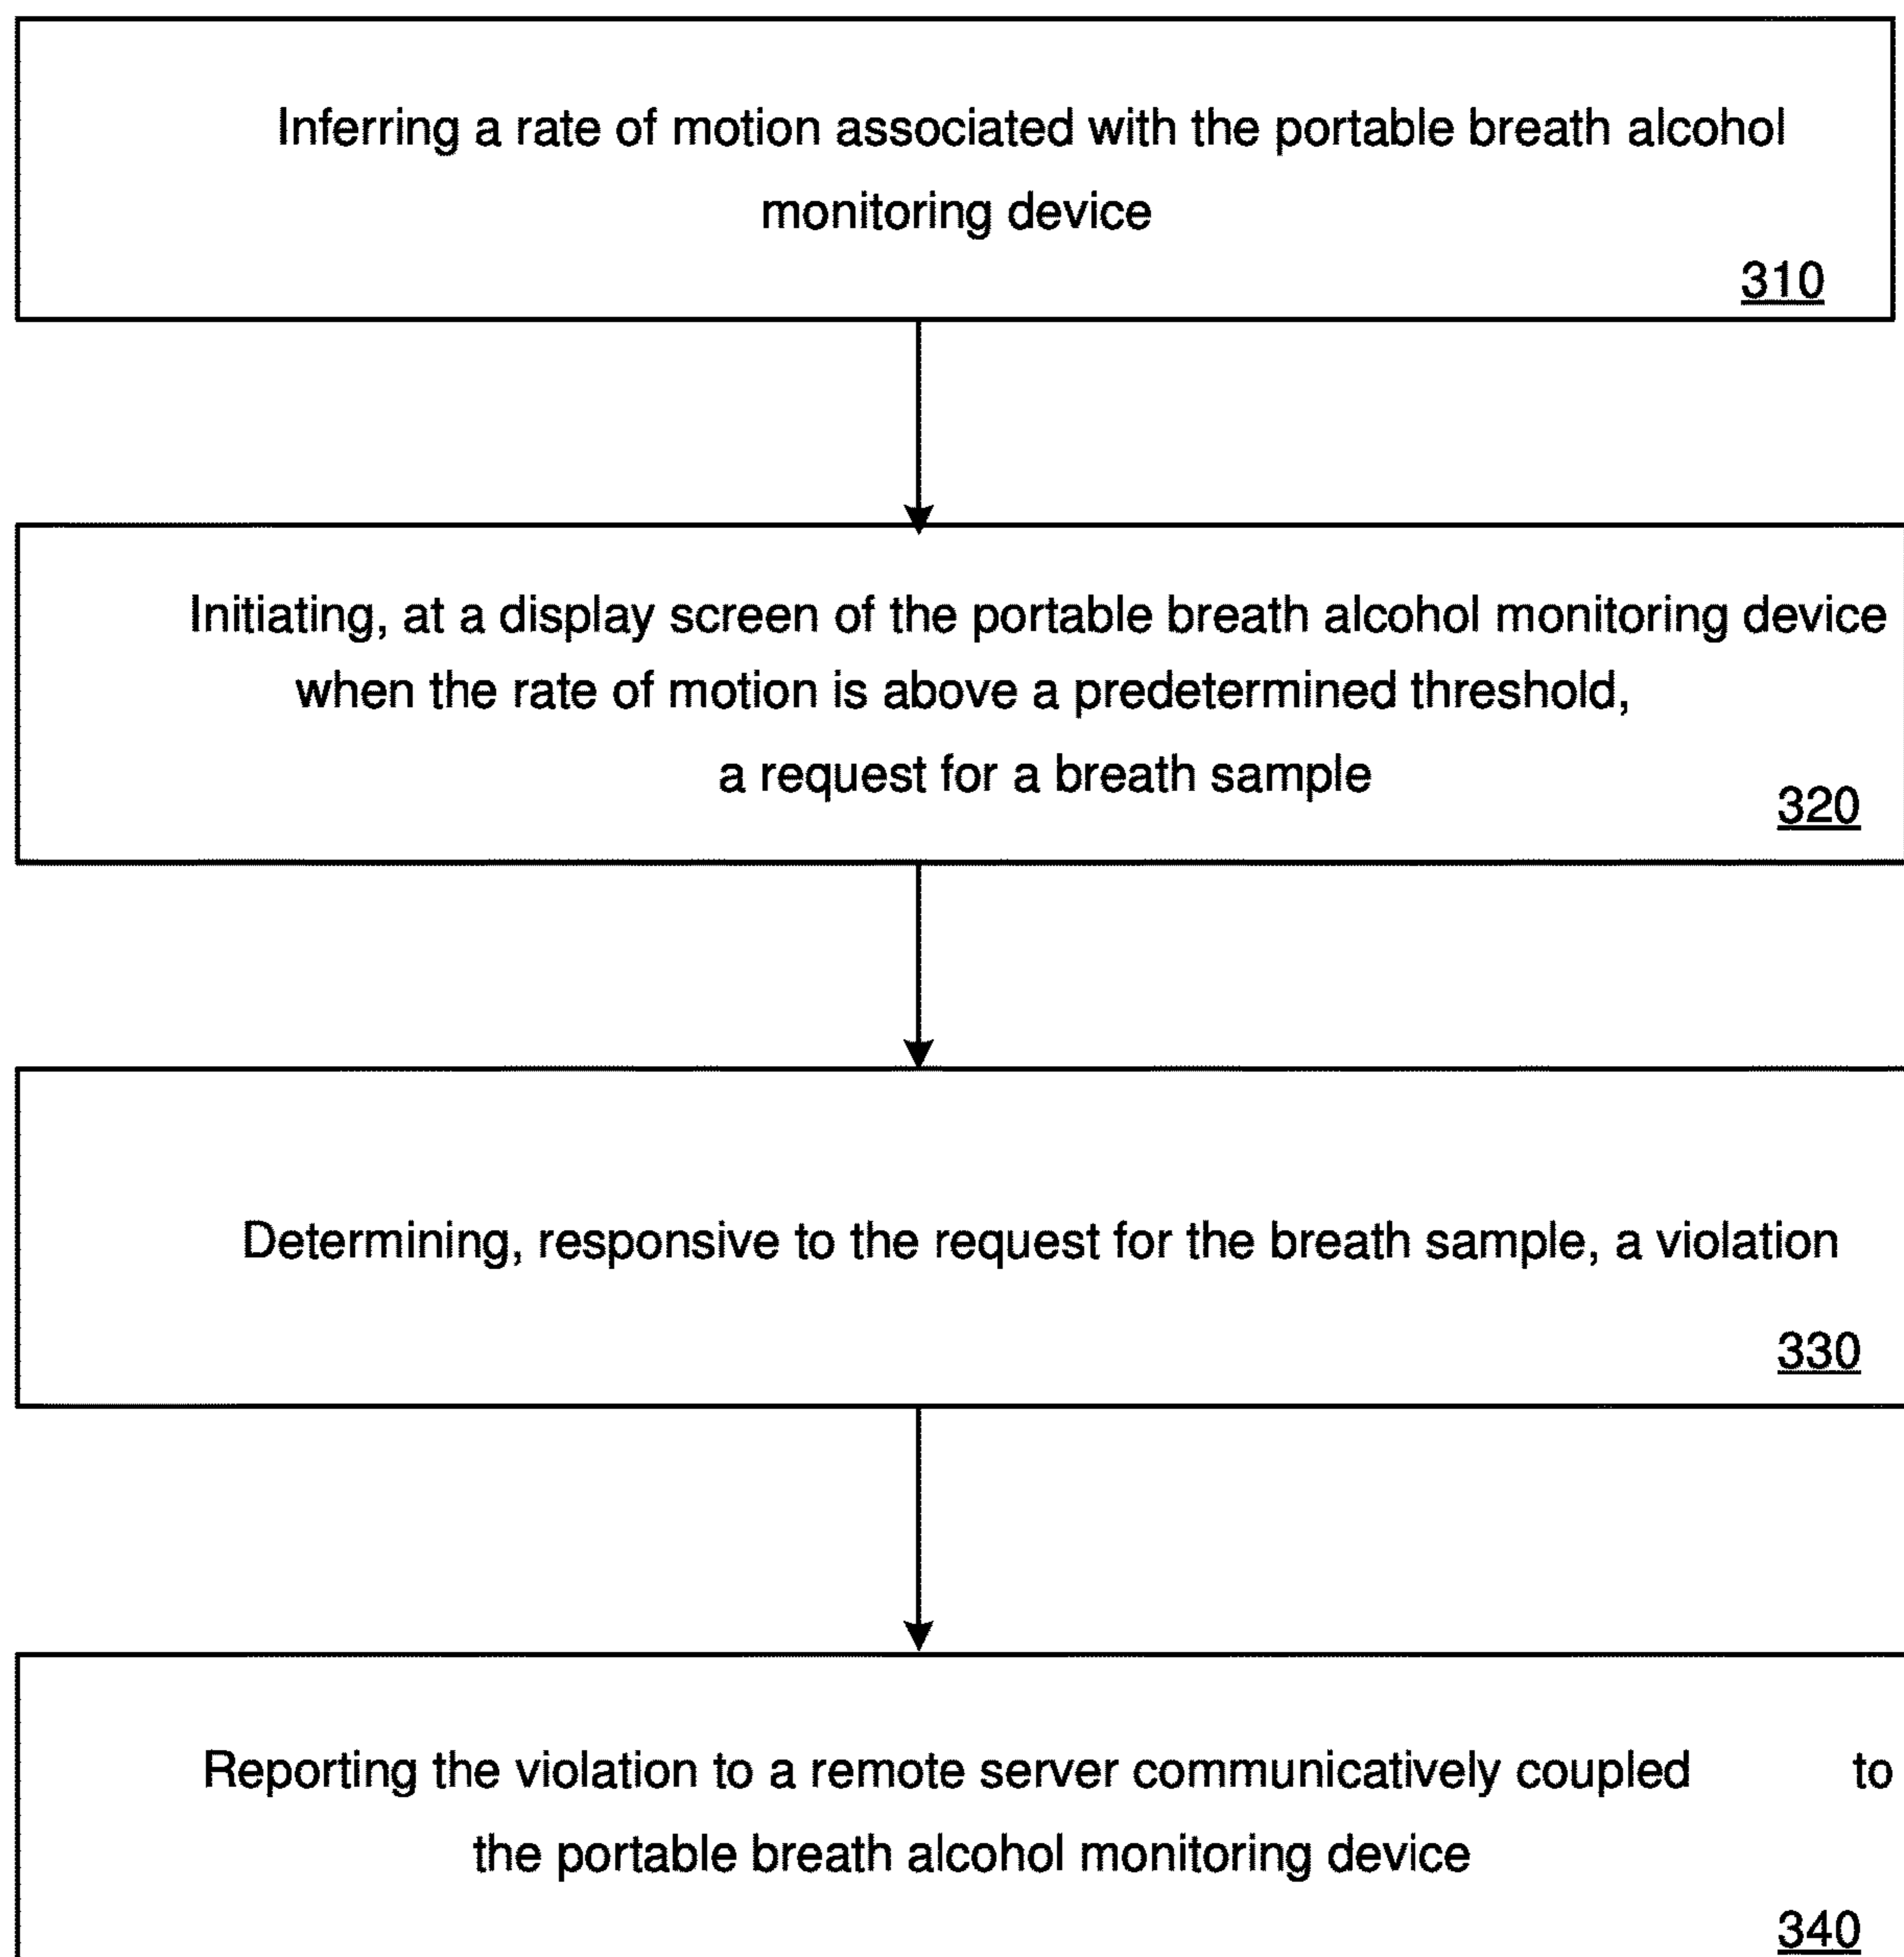 Inferring a rate of motion associated with the portable breath alcohol
monitoring device
310
Initiating, at a display screen of the portable breath alcohol monitoring device
when the rate of motion is above a predetermined threshold,
a request for a breath sample
320
Determining, responsive to the request for the breath sample, a violation
330
Reporting the violation to a remote server communicatively coupled to
the portable breath alcohol monitoring device
340